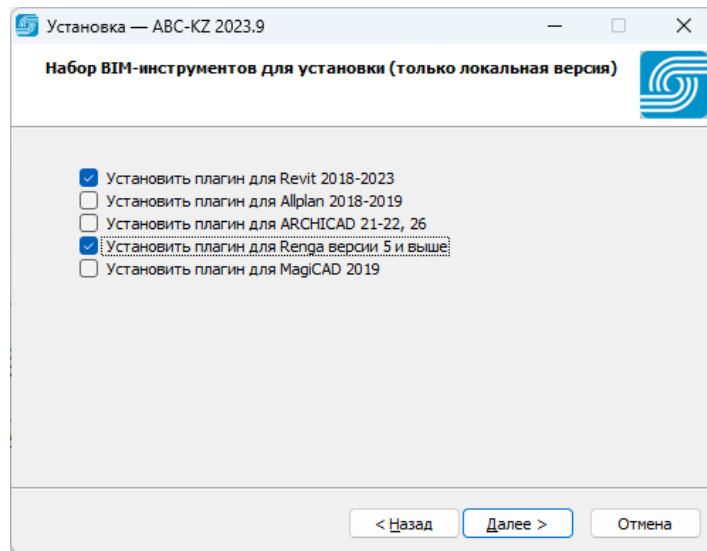 Установка — ABC-KZ 2023.9
Набор BIM-инструментов для установки (только локальная версия)
Установить плагин для Revit 2018-2023
Установить плагин для Allplan 2018-2019
Установить плагин для ARCHICAD 21-22, 26
Установить плагин для Renga версии 5 и выше
Установить плагин для MagiCAD 2019
< Назад Далее > Отмена